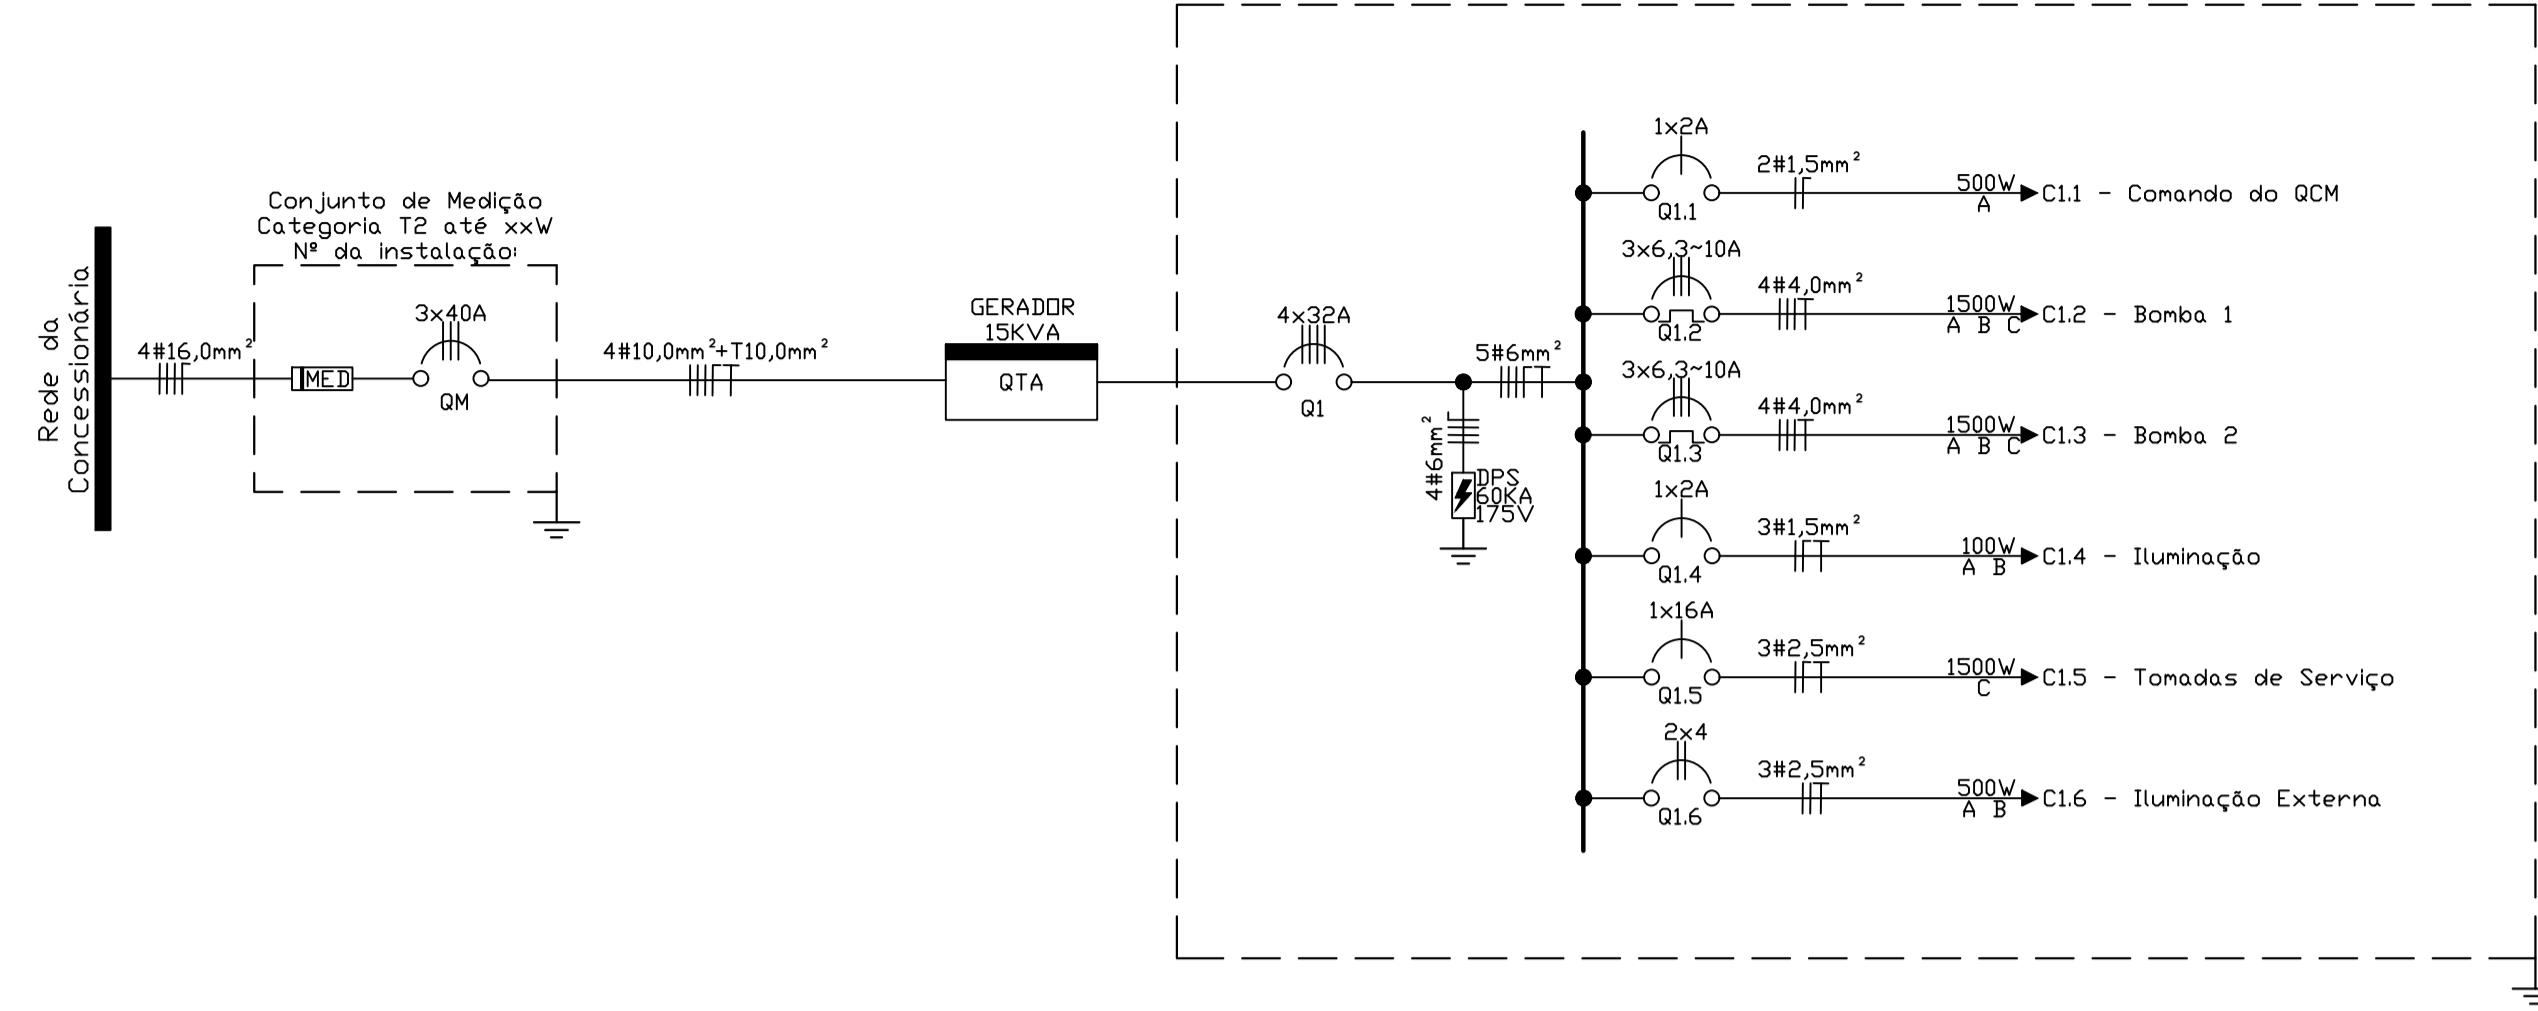 Rede da
Concessionária
4#16,0mm²
Conjunto de Medição
Categoria T2 até xxW
Nº da instalação:
MED
3x40A
QM
4#10,0mm²+T10,0mm²
GERADOR
15KVA
QTA
4x32A
Q1
5#6mm²
4#6mm²
DPS
60KA
175V
1x2A
Q1.1
2#1,5mm²
500W
A
C1.1 - Comando do QCM
3x6,3~10A
Q1.2
4#4,0mm²
1500W
A B C
C1.2 - Bomba 1
3x6,3~10A
Q1.3
4#4,0mm²
1500W
A B C
C1.3 - Bomba 2
1x2A
Q1.4
3#1,5mm²
100W
A B
C1.4 - Iluminação
1x16A
Q1.5
3#2,5mm²
1500W
C
C1.5 - Tomadas de Serviço
2x4
Q1.6
3#2,5mm²
500W
A B
C1.6 - Iluminação Externa